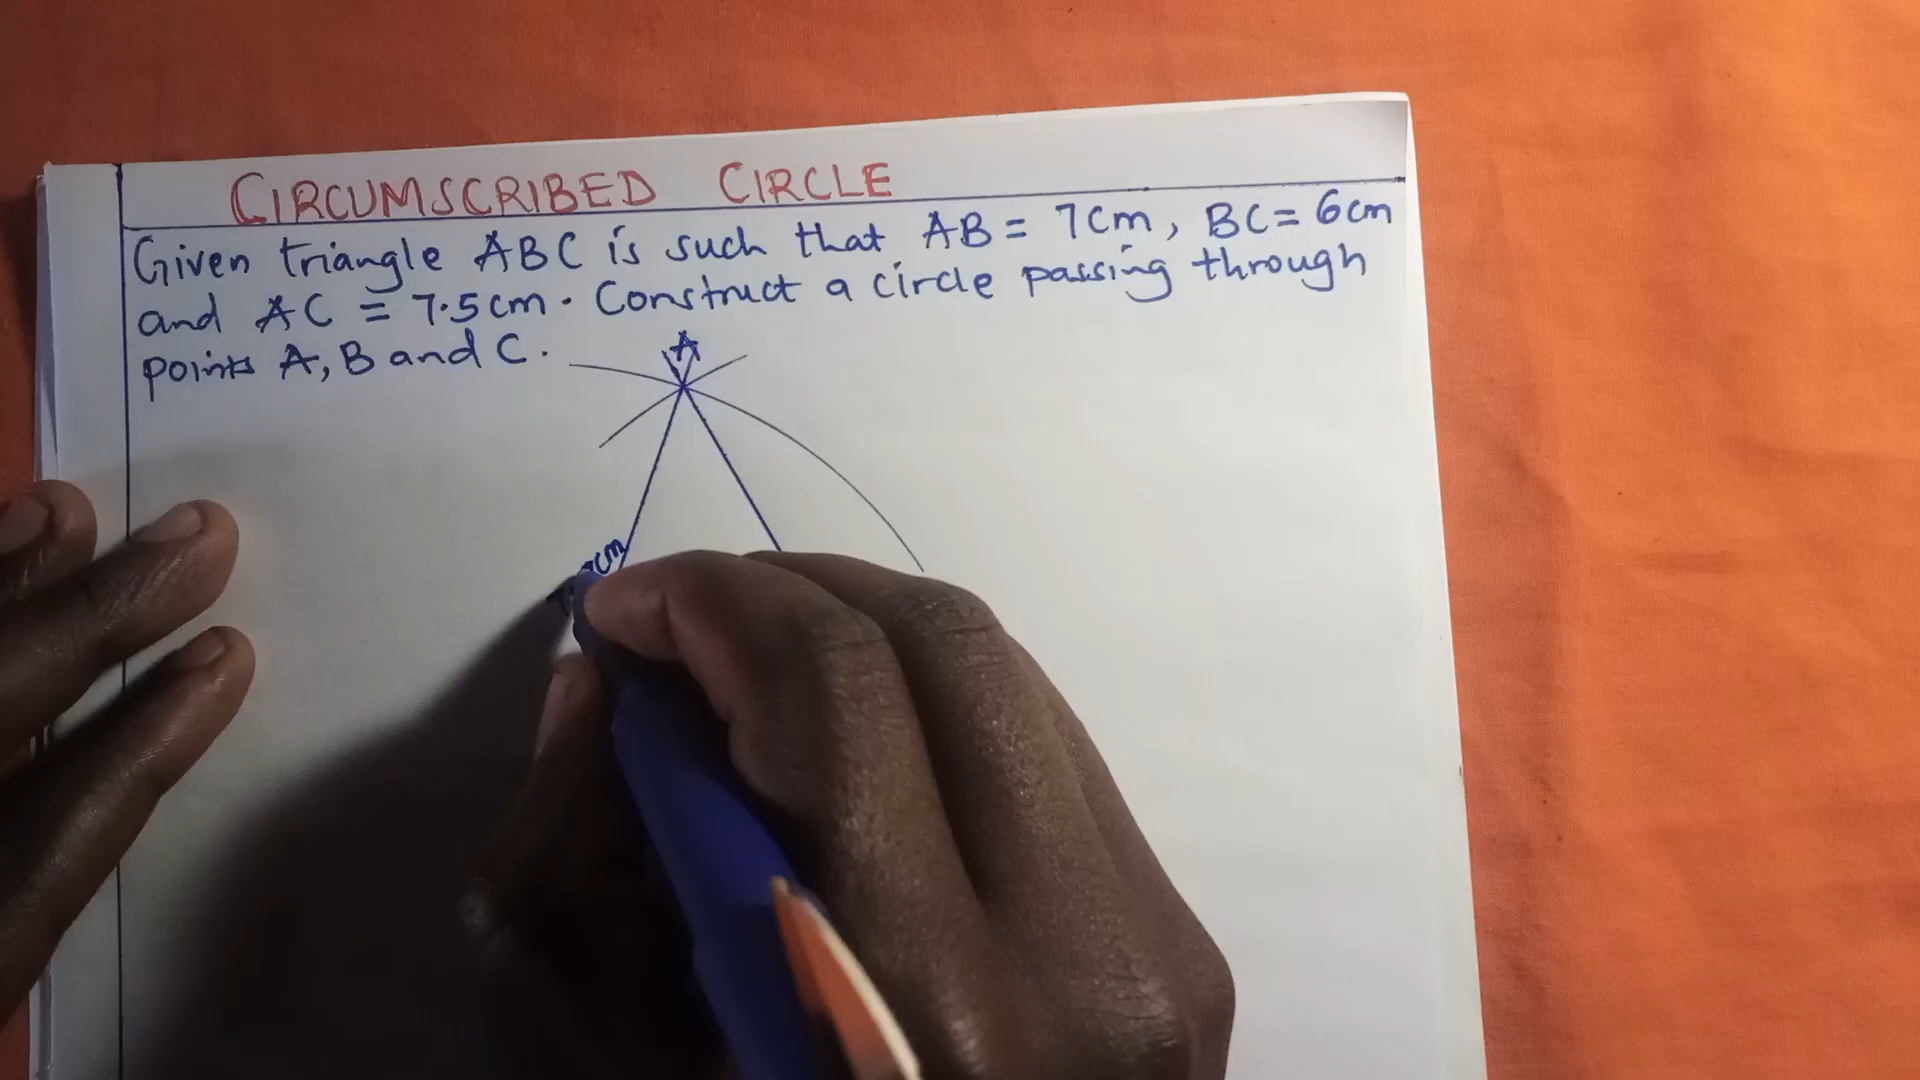 CIRCUMSCRIBED CIRCLE
Given triangle ABC is such that AB = 7cm, BC = 6cm
and AC = 7.5cm. Construct a circle passing through
points A, B and C.
A
cm